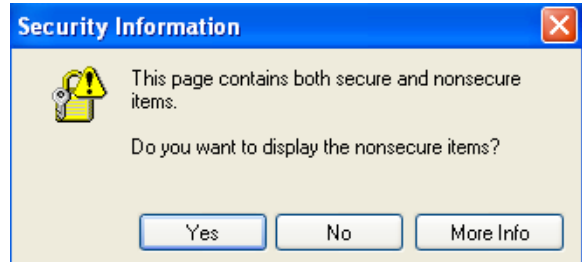 Security Information
This page contains both secure and nonsecure
items.
Do you want to display the nonsecure items?
Yes No More Info